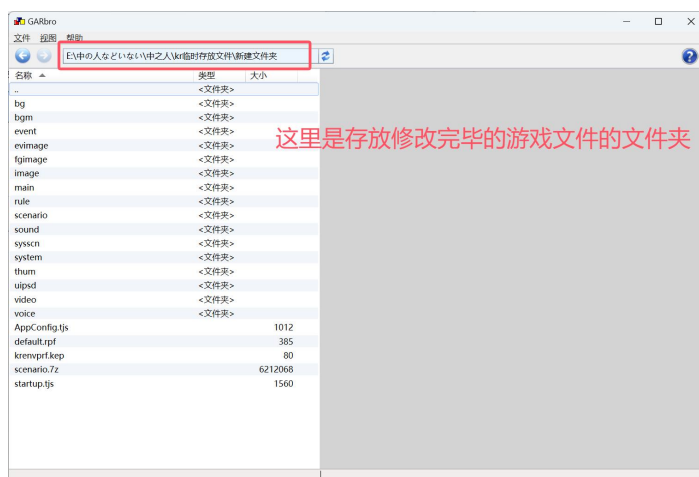 GARbro
文件 视图 帮助
E:\中の人などいない\中之人\kr临时存放文件\新建文件夹
名称 类型 大小
.. <文件夹>
bg <文件夹>
bgm <文件夹>
event <文件夹>
evimage <文件夹>
fgimage <文件夹>
image <文件夹>
main <文件夹>
rule <文件夹>
scenario <文件夹>
sound <文件夹>
sysscn <文件夹>
system <文件夹>
thum <文件夹>
uipsd <文件夹>
video <文件夹>
voice <文件夹>
AppConfig.tjs 1012
default.rpf 385
krenvprf.kep 80
scenario.7z 6212068
startup.tjs 1560
这里是存放修改完毕的游戏文件的文件夹